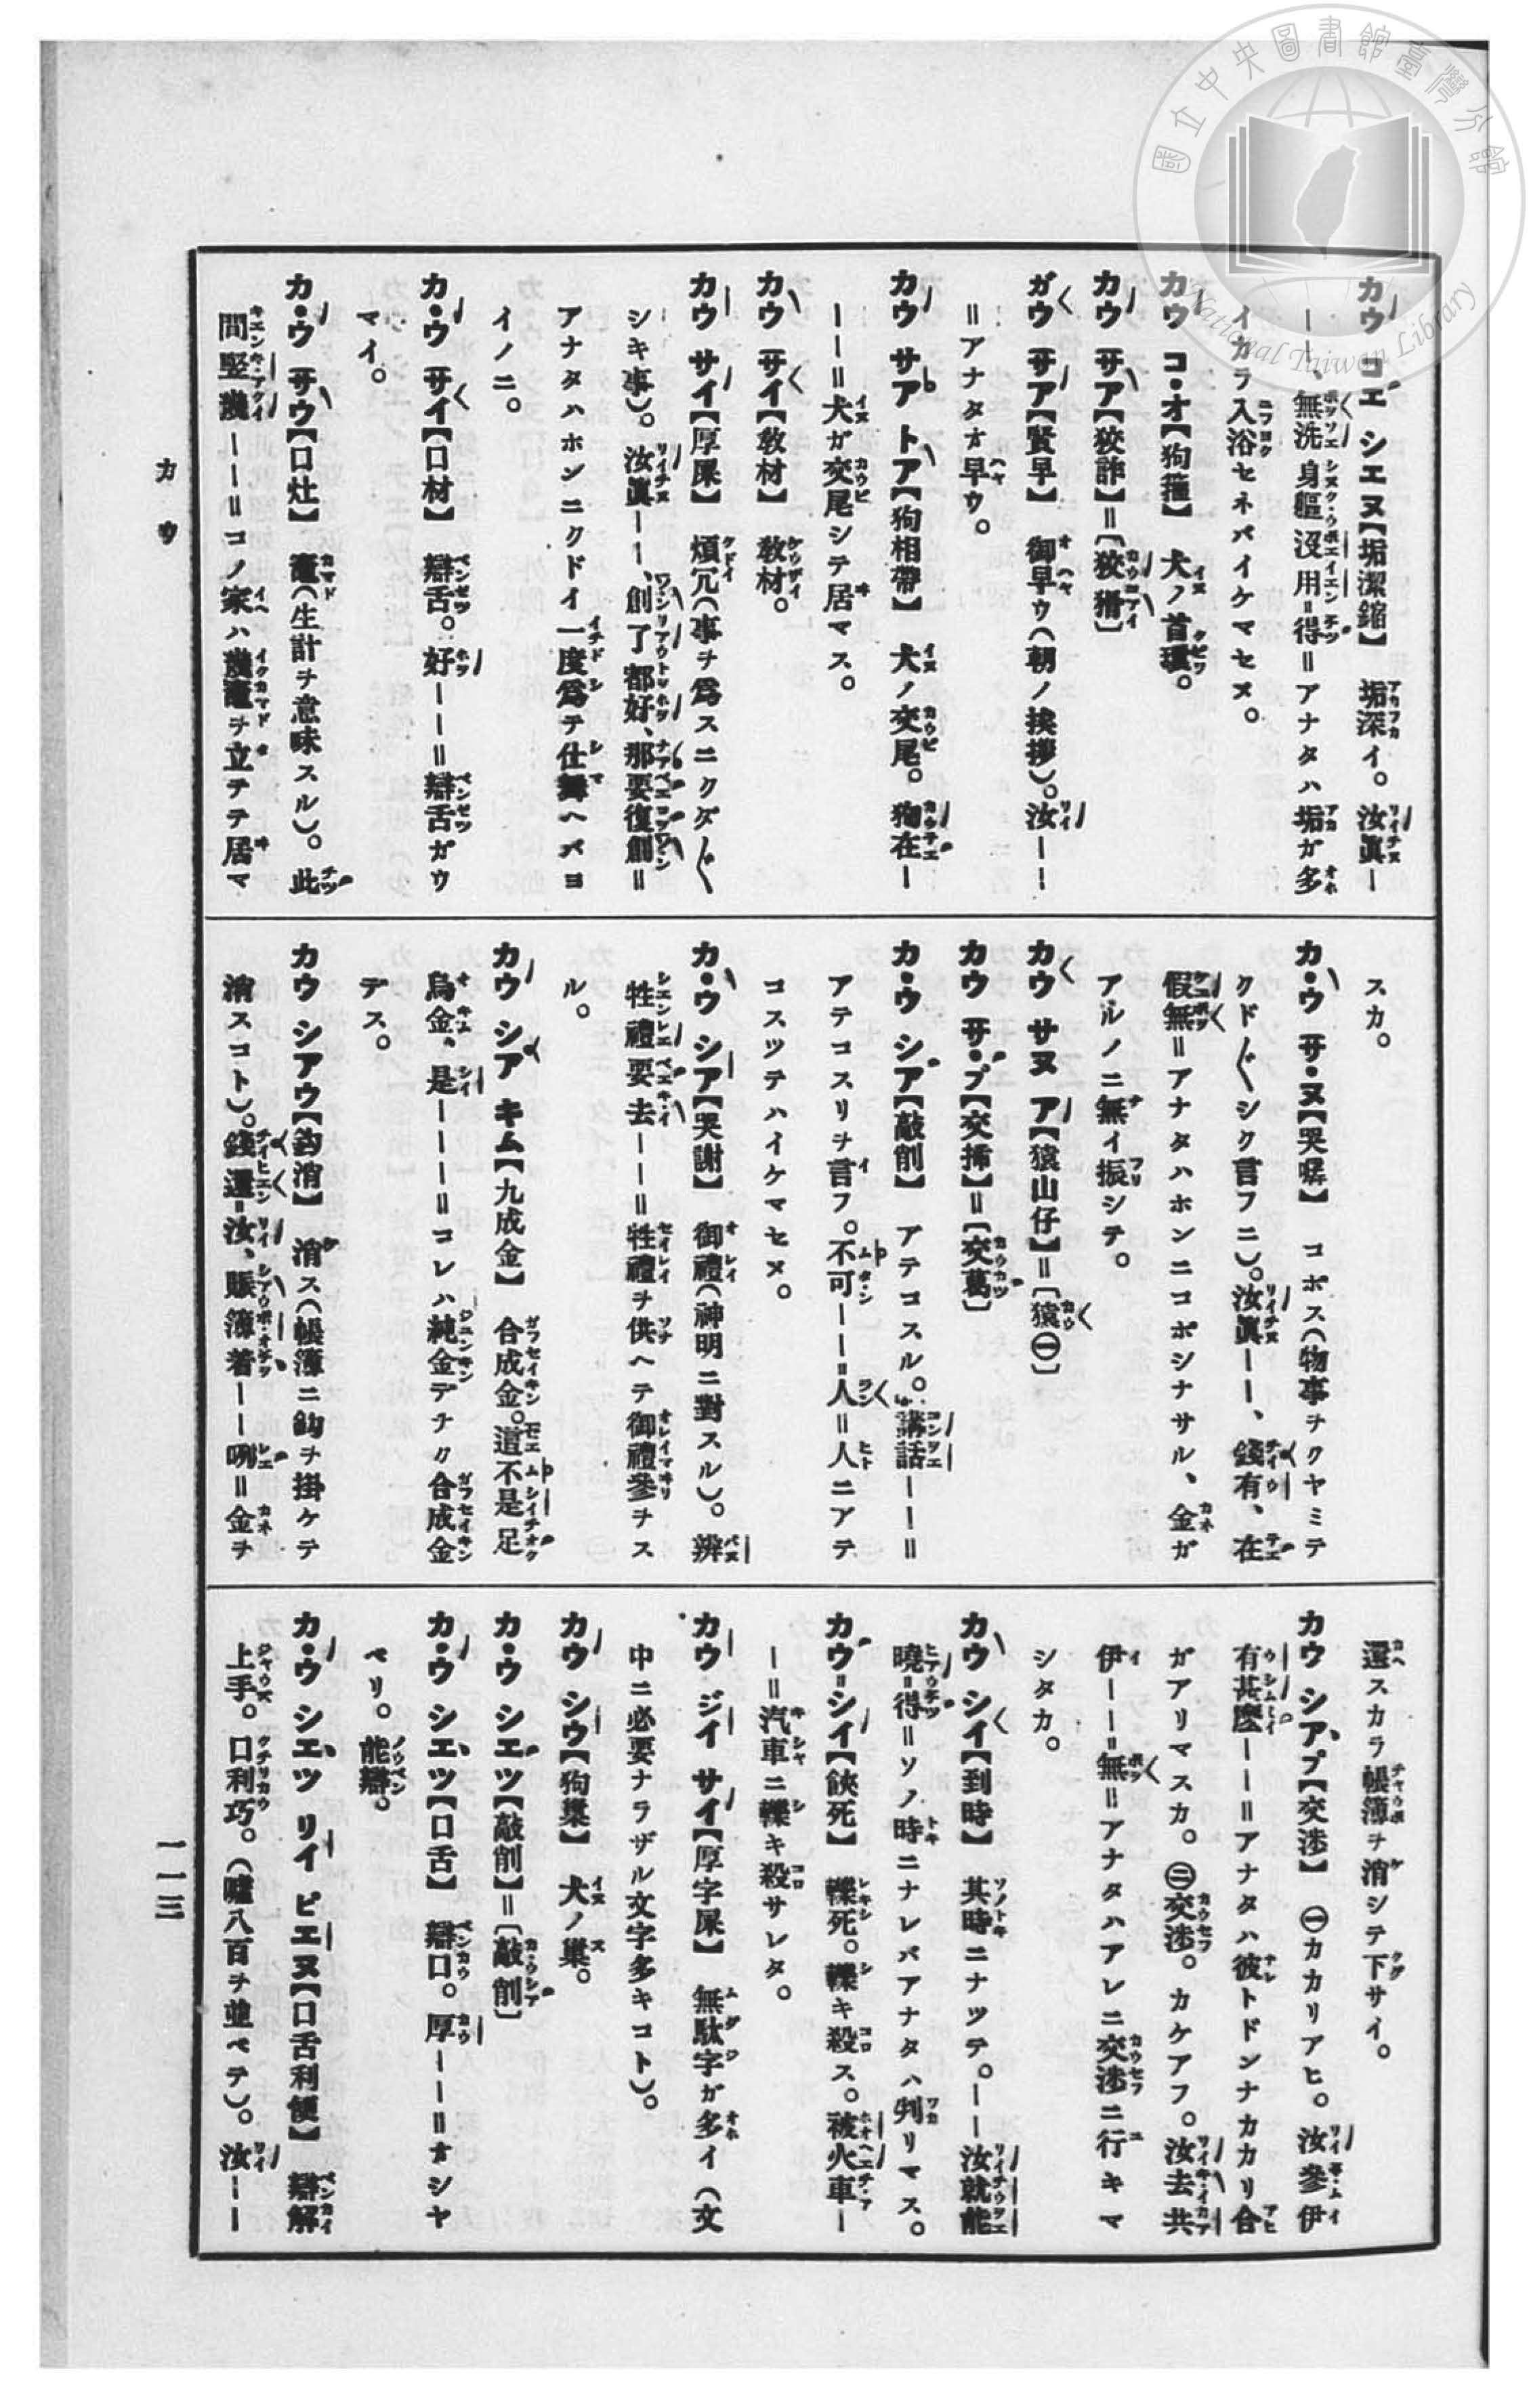 カウ コエ シエヌ【垢潔縮】 垢深イ。汝眞ー
ー、無洗身軀沒用=得=アナタハ垢ガ多
イカラ入浴セネバイケマセヌ。
カウ コ・オ【狗箍】 犬ノ首環。
カウ サア【狡詐】=〔狡猾〕
ガウ サア【賢早】 御早ウ(朝ノ挨拶)。汝ーー
=アナタオ早ウ。
カウ サア トア【狗相帶】 犬ノ交尾。狗在ー
ーー=犬ガ交尾シテ居マス。
カウ サイ【教材】 教材。
カウ サイ【厚屎】 煩冗(事ヲ爲スニクダ〲
シキ事)。汝眞ーー、創了都好、那要復創=
アナタハホンニクドイ一度爲テ仕舞ヘバヨ
イノニ。
カ・ウ サイ【口材】 辯舌。好ーー=辯舌ガウ
マイ。
カ・ウ サウ【口灶】 竈(生計ヲ意味スル)。此
間竪幾ーー=コノ家ハ幾竈ヲ立テテ居マ
スカ。
カ・ウ サ・ヌ【哭】 コボス(物事ヲクヤミテ
クド〲シク言フニ)。汝眞ーー、錢有、在
假無=アナタハホンニコボシナサル、金ガ
アルノニ無イ振シテ。
カウ サヌ ア【猿山仔】=〔猿㊀〕
カウ サ・プ【交揷】=〔交葛〕
カ・ウ シア【敲削】 アテコスル。講話ーーー=
アテコスリヲ言フ。不可ーー=人=人ニアテ
コスツテハイケマセヌ。
カ・ウ シア【哭謝】 御禮(神明ニ對スル)。辨
牲禮要去ーー=牲禮ヲ供ヘテ御禮參ヲス
ル。
カウ シア キム【九成金】 合成金。這不是足
烏金、是ーーー=コレハ純金デナク合成金
デス。
カウ シアウ【鈎消】 消ス(帳簿ニ鈎ヲ掛ケテ
消スコト)。錢還=汝、賬簿着ーー咧=金ヲ
還スカラ帳簿ヲ消シテ下サイ。
カウ シアプ【交涉】 ㊀カカリアヒ。汝參伊
有甚麼ーー=アナタハ彼トドンナカカリ合
ガアリマスカ。㊁交涉。カケアフ。汝去共
伊ーー=無=アナタハアレニ交涉ニ行キマ
シタカ。
カウ シイ【到時】 其時ニナツテ。ーー汝就能
曉=得=ソノ時ニナレバアナタハ判リマス。
カウ=シイ【餃死】 轢死。轢キ殺ス。被火車ー
ー=汽車ニ轢キ殺サレタ。
カウ ジイ サイ【厚字屎】 無駄字ガ多イ(文
中ニ必要ナラザル文字多キコト)。
カウ シウ【狗巢】 犬ノ巢。
カ・ウ シエツ【敲削】=〔敲削〕
カ・ウ シエツ【口舌】 辯口。厚ーー=オシヤ
ベリ。能辯。
カ・ウ シエツ リイ ピエヌ【口舌利便】 辯解
上手。口利巧。(嘘八百ヲ竝ベテ)。汝ーー
カウ
一一三
國立中央圖書館臺灣分館
National Taiwan Library